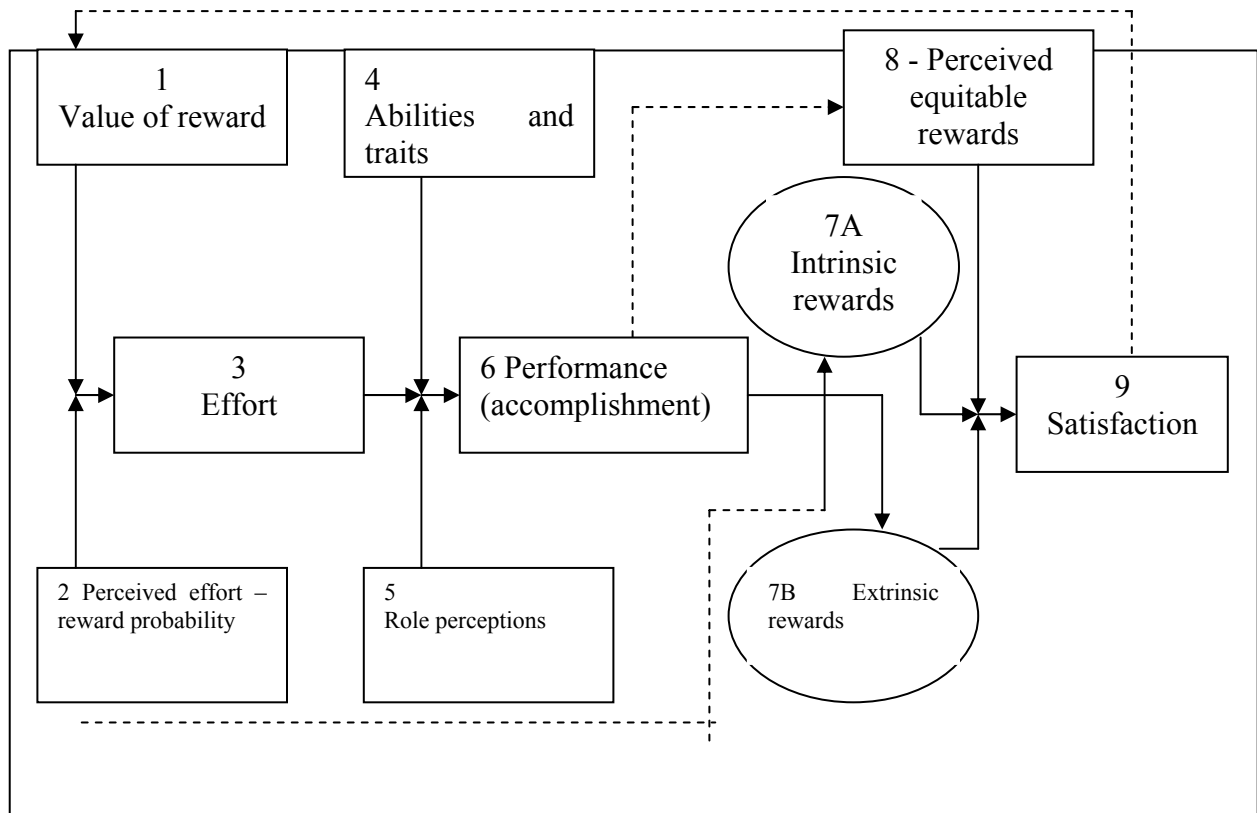 1
Value of reward
4
Abilities and
traits
8 - Perceived
equitable
rewards
7A
Intrinsic
rewards
3
Effort
6 Performance
(accomplishment)
9
Satisfaction
2 Perceived effort –
reward probability
5
Role perceptions
7B Extrinsic
rewards